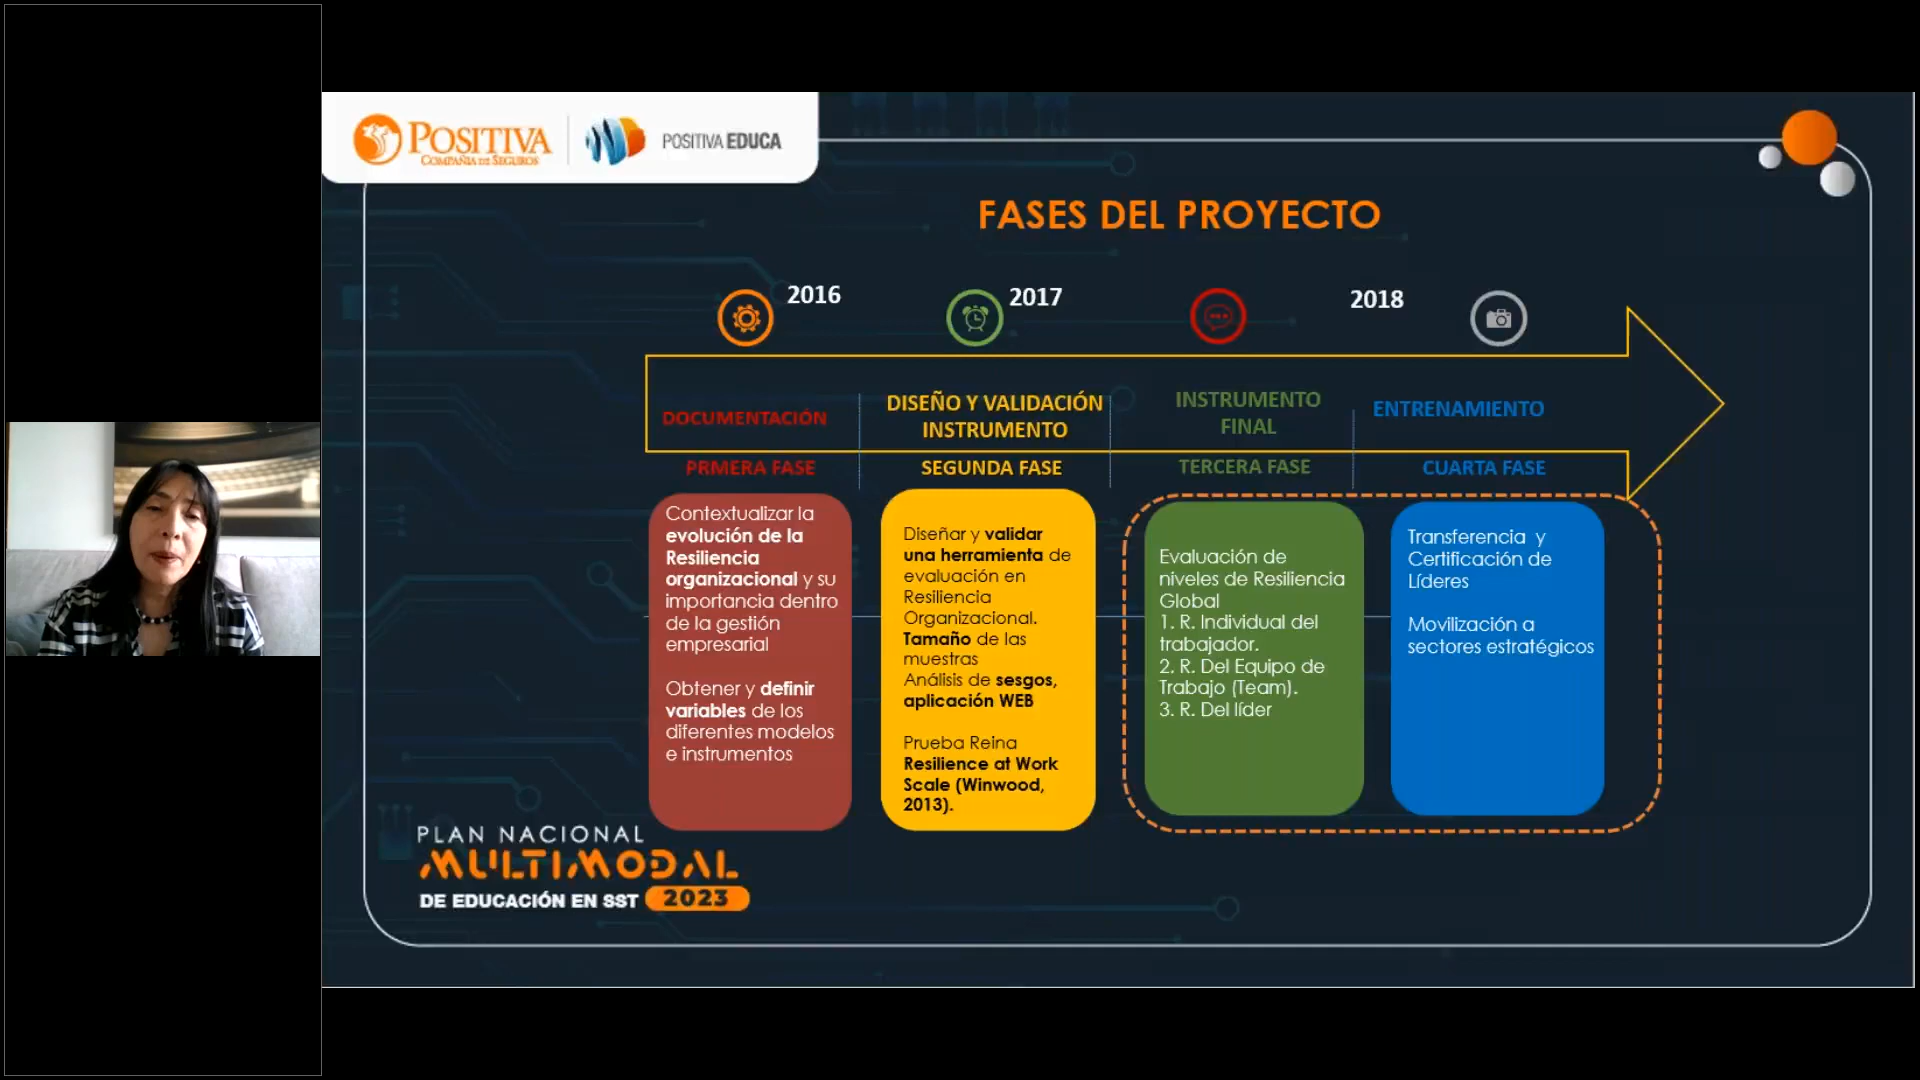 POSITIVA
COMPAÑÍA DE SEGUROS
POSITIVA EDUCA
FASES DEL PROYECTO
2016
2017
2018
DOCUMENTACIÓN
DISEÑO Y VALIDACIÓN
INSTRUMENTO
INSTRUMENTO
FINAL
ENTRENAMIENTO
PRMERA FASE
SEGUNDA FASE
TERCERA FASE
CUARTA FASE
Contextualizar la
evolución de la
Resiliencia
organizacional y su
importancia dentro
de la gestión
empresarial
Obtener y definir
variables de los
diferentes modelos
e instrumentos
Diseñar y validar
una herramienta de
evaluación en
Resiliencia
Organizacional.
Tamaño de las
muestras
Análisis de sesgos,
aplicación WEB
Prueba Reina
Resilience at Work
Scale (Winwood,
2013).
Evaluación de
niveles de Resiliencia
Global
1. R. Individual del
trabajador.
2. R. Del Equipo de
Trabajo (Team).
3. R. Del líder
Transferencia y
Certificación de
Líderes
Movilización a
sectores estratégicos
PLAN NACIONAL
MULTIMODAL
DE EDUCACIÓN EN SST 2023